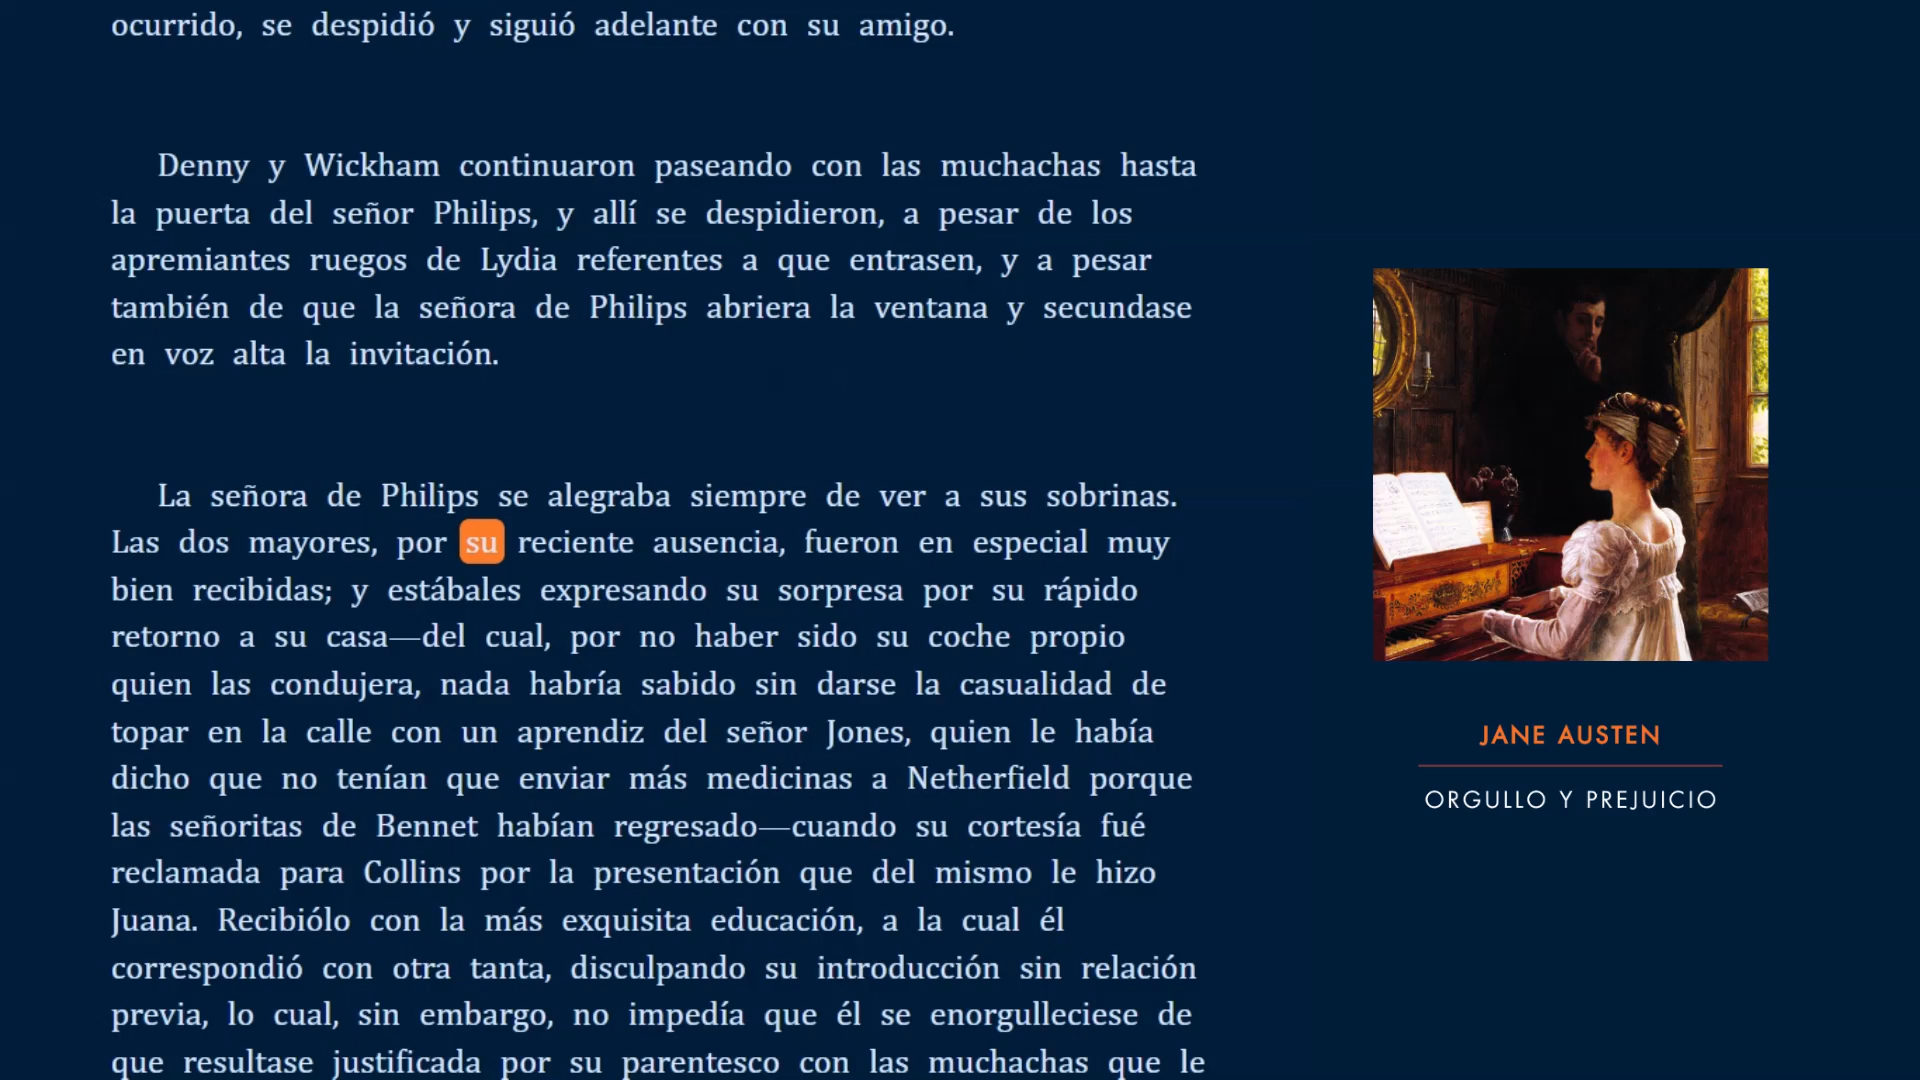 ocurrido, se despidió y siguió adelante con su amigo.
Denny y Wickham continuaron paseando con las muchachas hasta
la puerta del señor Philips, y allí se despidieron, a pesar de los
apremiantes ruegos de Lydia referentes a que entrasen, y a pesar
también de que la señora de Philips abriera la ventana y secundase
en voz alta la invitación.
La señora de Philips se alegraba siempre de ver a sus sobrinas.
Las dos mayores, por su reciente ausencia, fueron en especial muy
bien recibidas; y estábales expresando su sorpresa por su rápido
retorno a su casa—del cual, por no haber sido su coche propio
quien las condujera, nada habría sabido sin darse la casualidad de
topar en la calle con un aprendiz del señor Jones, quien le había
dicho que no tenían que enviar más medicinas a Netherfield porque
las señoritas de Bennet habían regresado—cuando su cortesía fué
reclamada para Collins por la presentación que del mismo le hizo
Juana. Recibiólo con la más exquisita educación, a la cual él
correspondió con otra tanta, disculpando su introducción sin relación
previa, lo cual, sin embargo, no impedía que él se enorgulleciese de
que resultase justificada por su parentesco con las muchachas que le
JANE AUSTEN
ORGULLO Y PREJUICIO